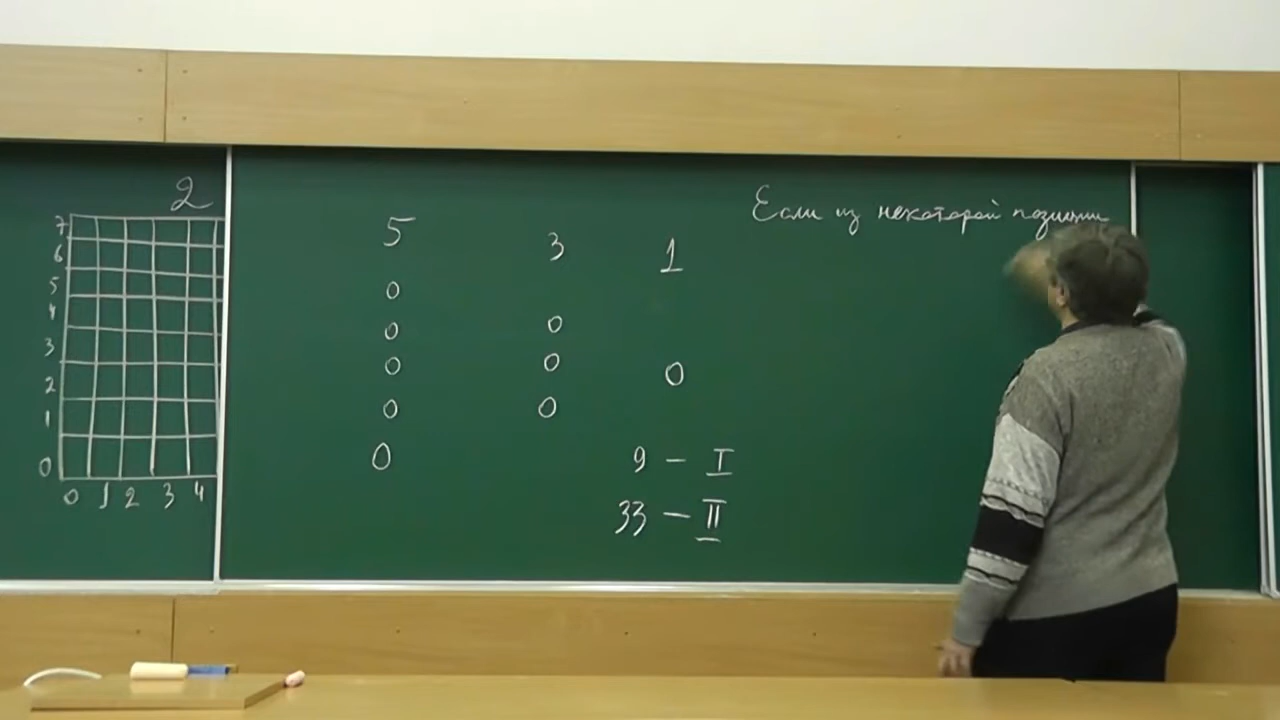 2
7
6
5
4
3
2
1
0
0 1 2 3 4
5 3 1
0
0 0
0 0 0
0 0
0
9 – I
33 – II
Если из некоторой позиции